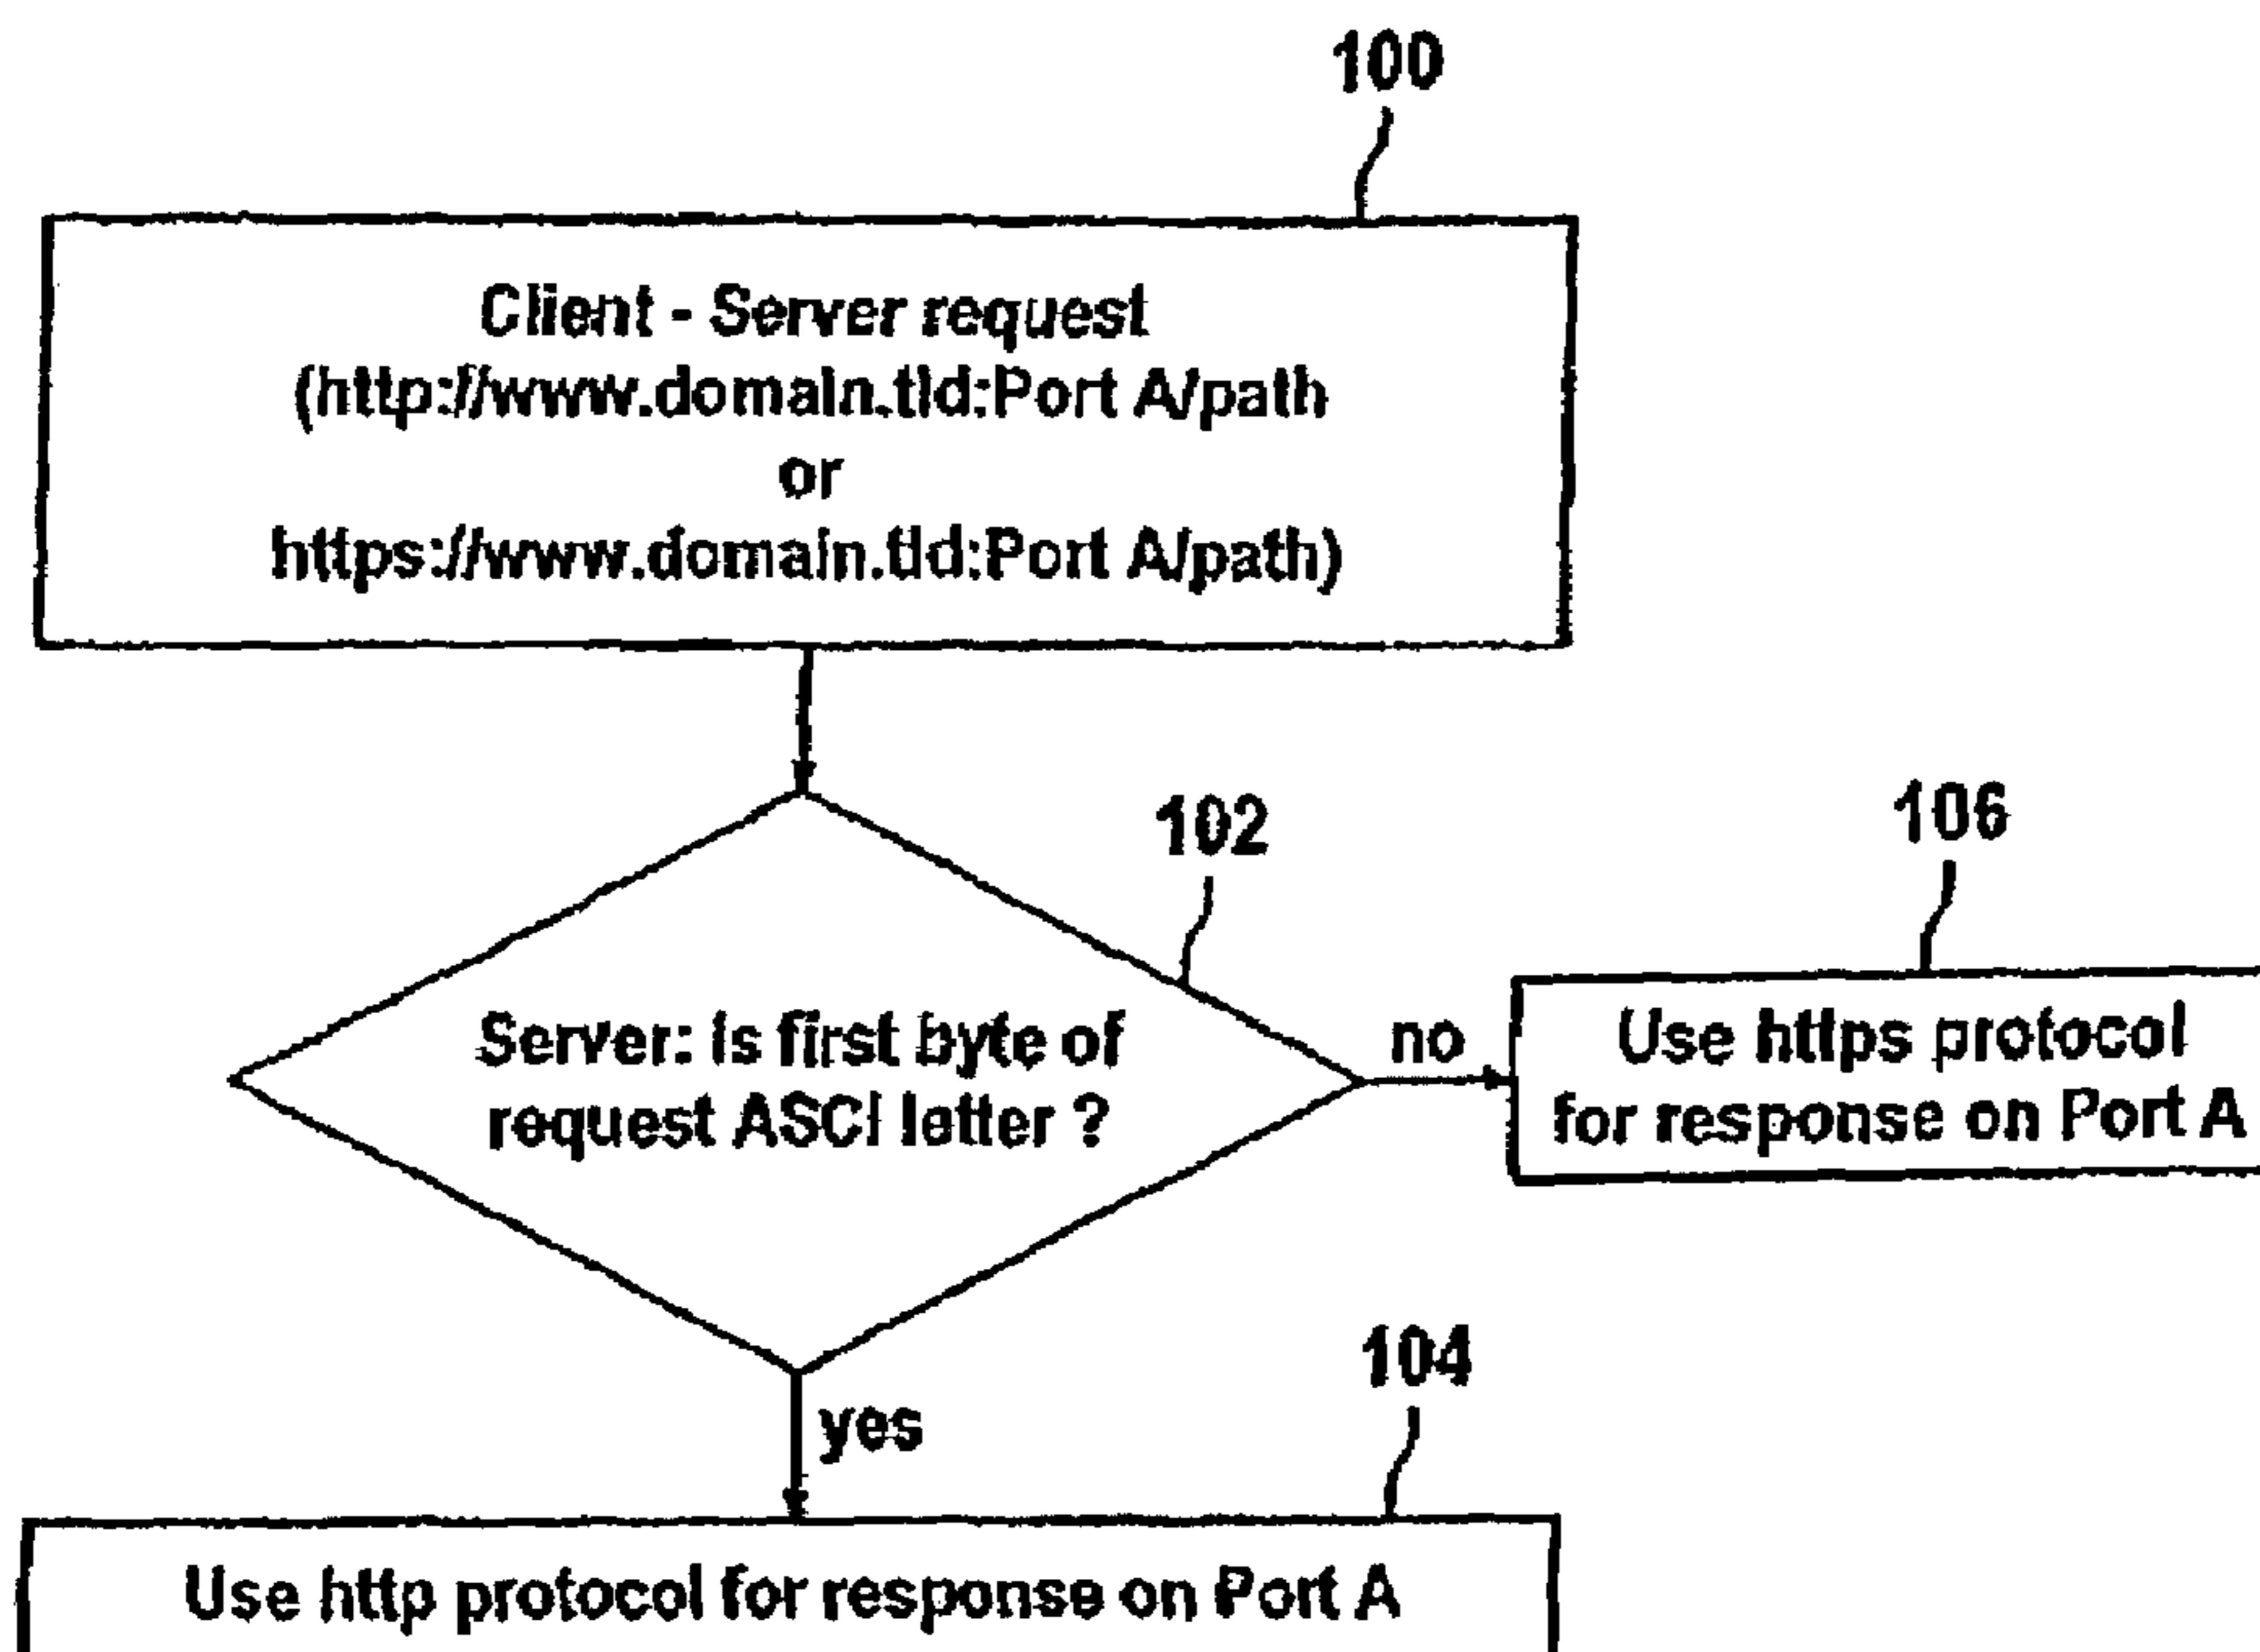 100
Client - Server request
(http://www.domain.tld:Port A/path
or
https://www.domain.tld:Port A/path)
102
106
Server: Is first byte of
request ASCI letter ?
no
Use https protocol
for response on Port A
yes
104
Use http protocol for response on Port A